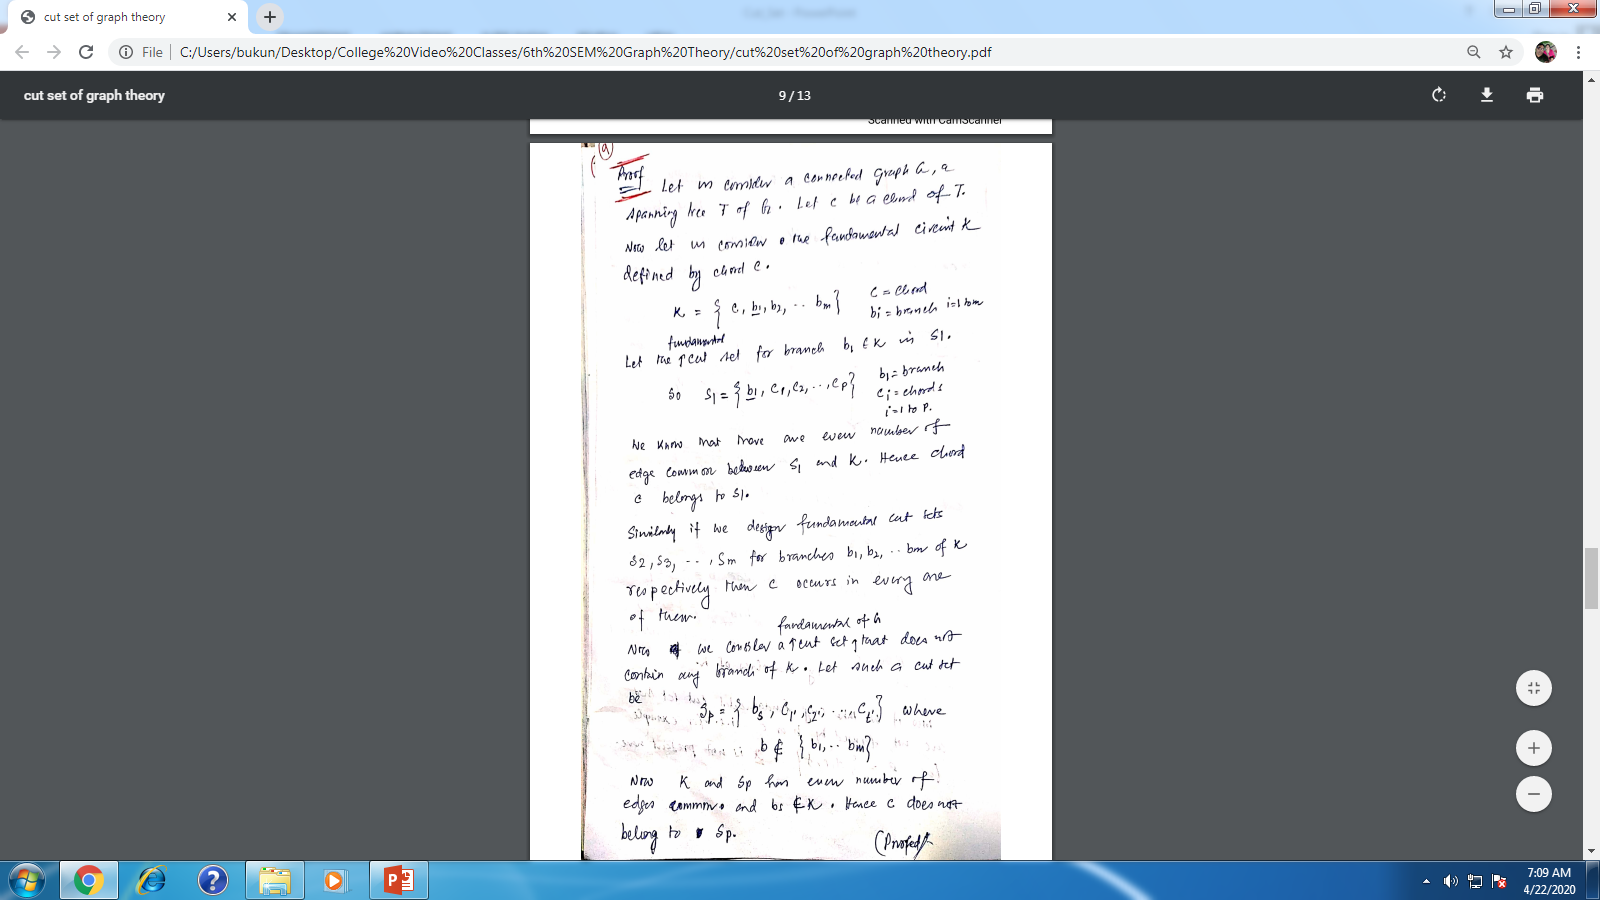 cut set of graph theory
File C:/Users/bukun/Desktop/College%20Video%20Classes/6th%20SEM%20Graph%20Theory/cut%20set%20of%20graph%20theory.pdf
cut set of graph theory 9 / 13
Scanned with CamScanner
9
Proof Let us consider a connected graph G, a
spanning tree T of G. Let c be a chord of T.
Now let us consider the fundamental circuit K
defined by chord c.
K = { c, b1, b2, .. bm} c = chord
bi = branch i=1 to m
fundamental
Let the ↑ cut set for branch b1 ∈ K is S1.
So S1 = { b1, c1, c2, .., cp} b1 = branch
ci = chords
i=1 to p.
We know that there are even number of
edge common between S1 and K. Hence chord
c belongs to S1.
Similarly if we design fundamental cut sets
S2, S3, -- , Sm for branches b1, b2, .. bm of K
respectively then c occurs in every one
of them.
fundamental of G
Now we consider a ↑ cut set ↑ that does not
contain any branch of K. Let such a cut set
be
Sp = { bs, c1', c2', ..., ct'} where
b ∉ { b1, .. bm}
Now K and Sp has even number of
edges common. and bs ∉ K. Hence c does not
belong to Sp.
(Proved)
7:09 AM
4/22/2020